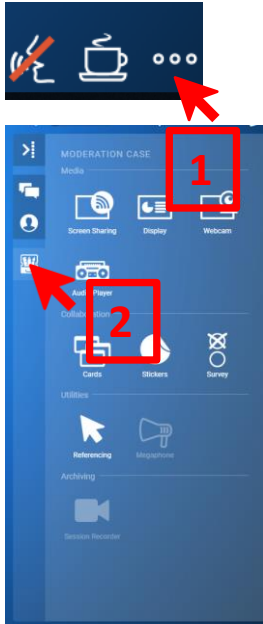 1
MODERATION CASE
Media
Screen Sharing Display Webcam
Audio Player
2
Collaboration
Cards Stickers Survey
Utilities
Referencing Megaphone
Archiving
Session Recorder